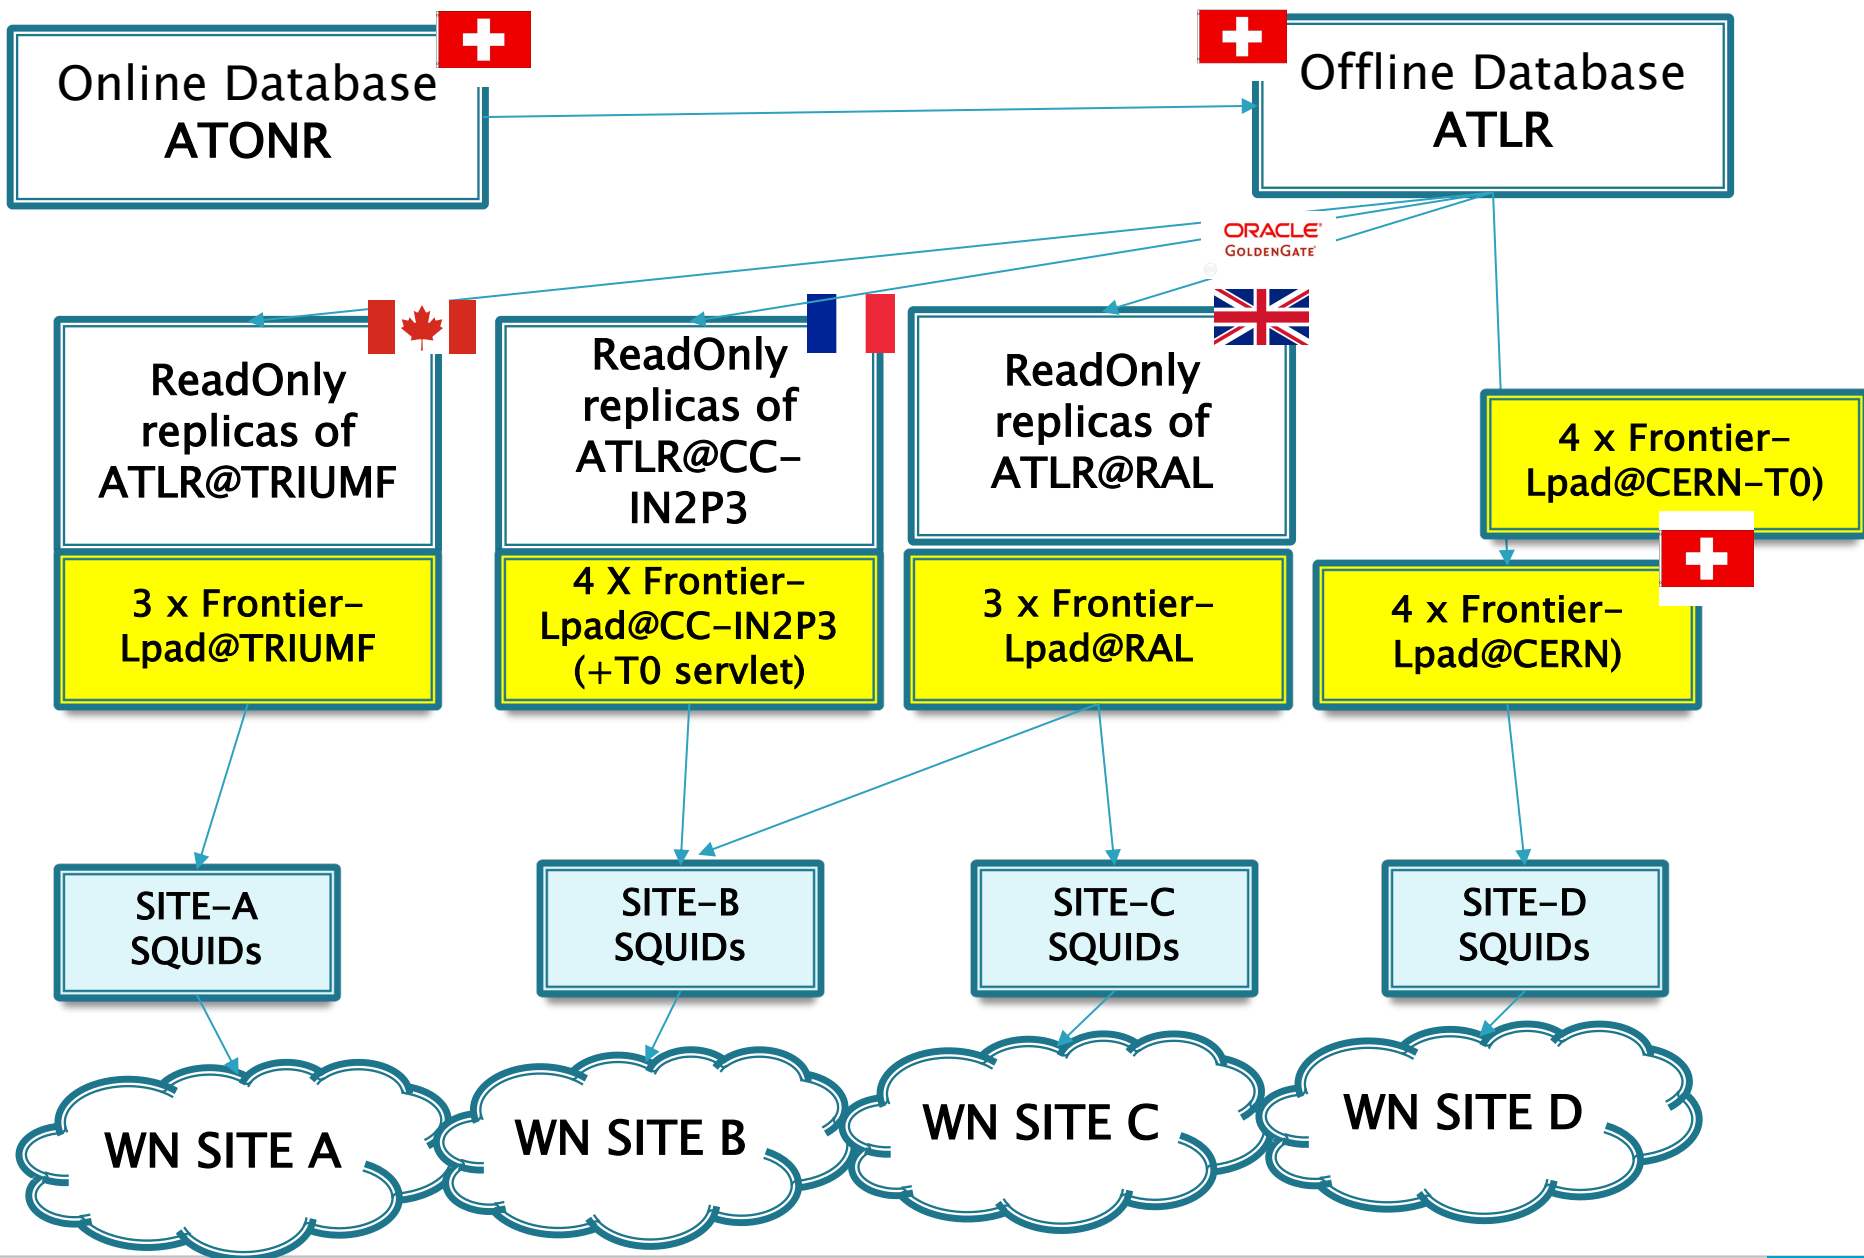 Online Database
ATONR
Offline Database
ATLR
ORACLE
GOLDENGATE
ReadOnly
replicas of
ATLR@TRIUMF
ReadOnly
replicas of
ATLR@CC-
IN2P3
ReadOnly
replicas of
ATLR@RAL
4 x Frontier-
Lpad@CERN-T0)
3 x Frontier-
Lpad@TRIUMF
4 X Frontier-
Lpad@CC-IN2P3
(+T0 servlet)
3 x Frontier-
Lpad@RAL
4 x Frontier-
Lpad@CERN)
SITE-A
SQUIDs
SITE-B
SQUIDs
SITE-C
SQUIDs
SITE-D
SQUIDs
WN SITE A
WN SITE B
WN SITE C
WN SITE D